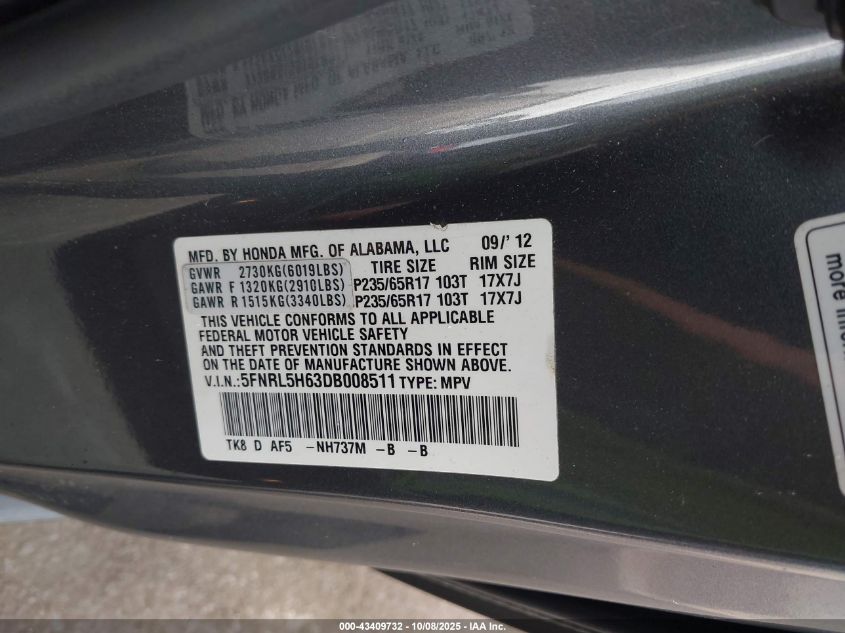 MFD. BY HONDA MFG. OF ALABAMA, LLC 09/' 12
GVWR 2730KG(6019LBS) TIRE SIZE RIM SIZE
GAWR F 1320KG(2910LBS) P235/65R17 103T 17X7J
GAWR R 1515KG(3340LBS) P235/65R17 103T 17X7J
THIS VEHICLE CONFORMS TO ALL APPLICABLE
FEDERAL MOTOR VEHICLE SAFETY
AND THEFT PREVENTION STANDARDS IN EFFECT
ON THE DATE OF MANUFACTURE SHOWN ABOVE.
V.I.N.:5FNRL5H63DB008511 TYPE: MPV
TK8 D AF5 -NH737M -B -B
more
000-43409732 - 10/08/2025 - IAA Inc.